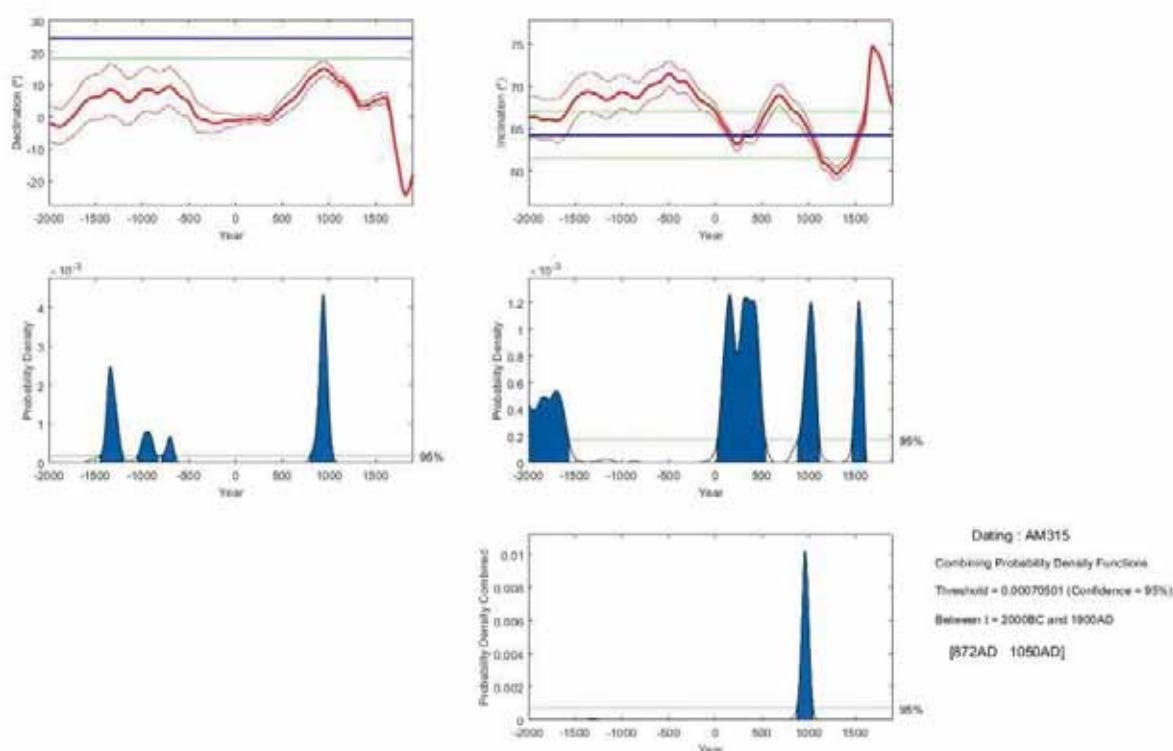 Declination (°)
30
20
10
0
-10
-20
-2000 -1500 -1000 -500 0 500 1000 1500
Year
Inclination (°)
75
70
65
60
-2000 -1500 -1000 -500 0 500 1000 1500
Year
× 10⁻³
Probability Density
4
3
2
1
0
95%
-2000 -1500 -1000 -500 0 500 1000 1500
Year
× 10⁻³
Probability Density
1.2
1
0.8
0.6
0.4
0.2
0
95%
-2000 -1500 -1000 -500 0 500 1000 1500
Year
Probability Density Combined
0.01
0.008
0.006
0.004
0.002
0
95%
-2000 -1500 -1000 -500 0 500 1000 1500
Year
Dating : AM315
Combining Probability Density Functions
Threshold = 0.00070501 (Confidence = 95%)
Between t = 2000BC and 1900AD
[872AD 1050AD]